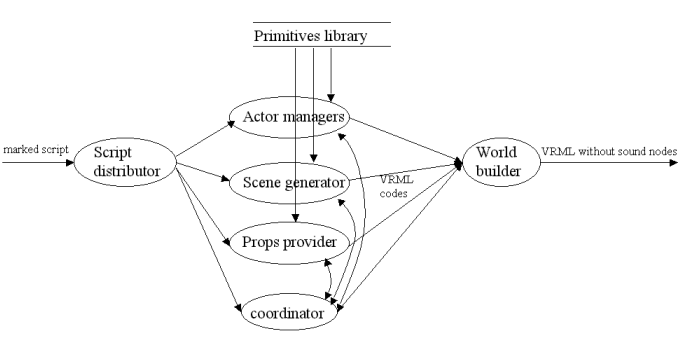 Primitives library
Actor managers
marked script
Script
distributor
World
builder
VRML without sound nodes
Scene generator
VRML
codes
Props provider
coordinator